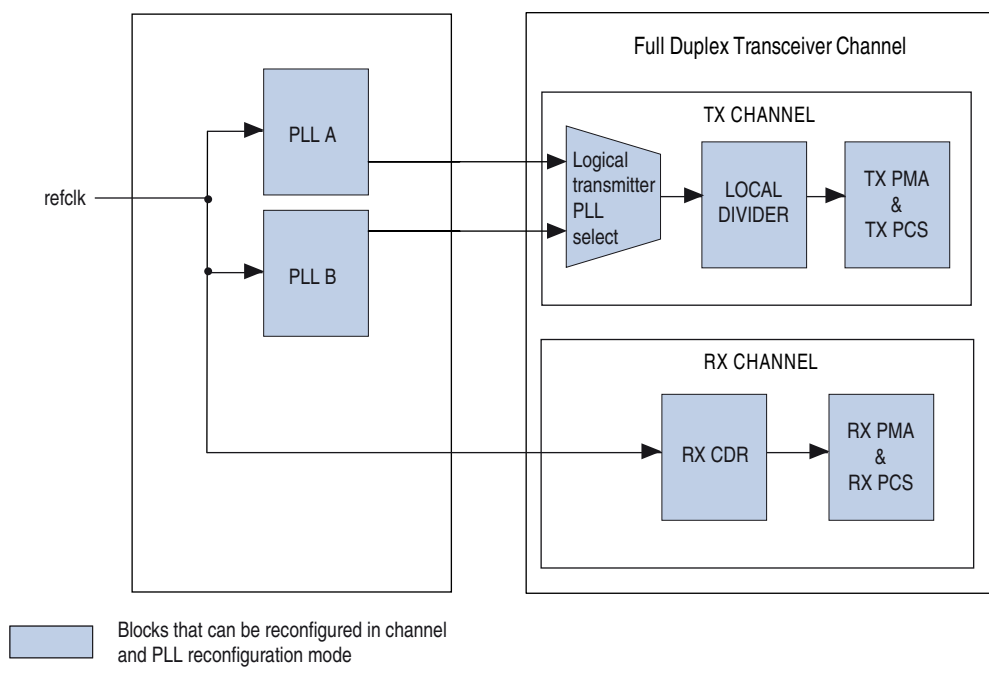 Full Duplex Transceiver Channel
TX CHANNEL
PLL A
Logical
transmitter
PLL
select
LOCAL
DIVIDER
TX PMA
&
TX PCS
refclk
PLL B
RX CHANNEL
RX CDR
RX PMA
&
RX PCS
Blocks that can be reconfigured in channel
and PLL reconfiguration mode